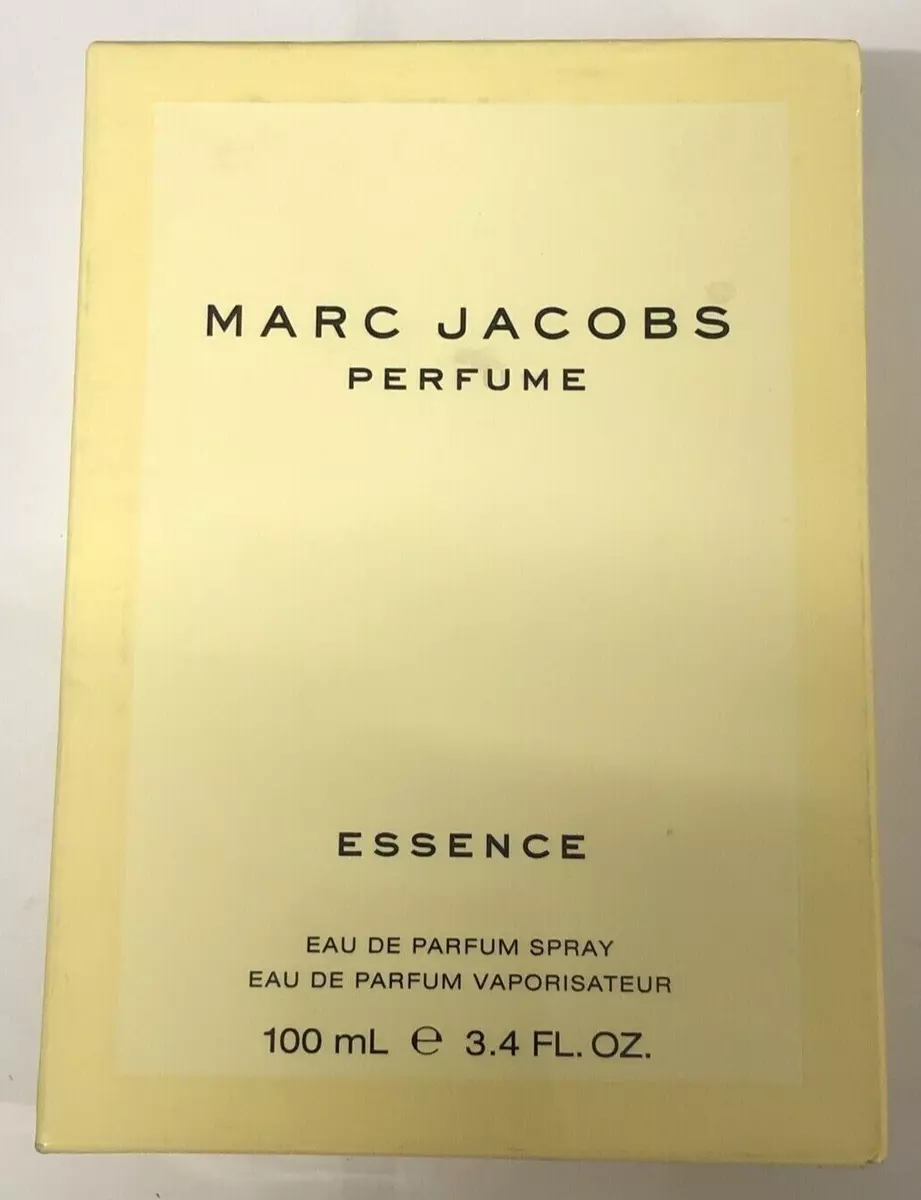 MARC JACOBS
PERFUME
ESSENCE
EAU DE PARFUM SPRAY
EAU DE PARFUM VAPORISATEUR
100 mL ℮ 3.4 FL. OZ.